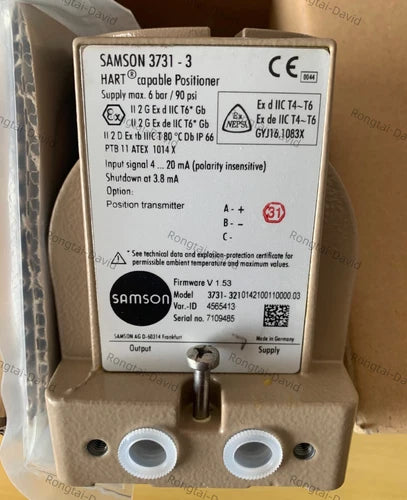 SAMSON 3731 - 3
HART® capable Positioner
Supply max. 6 bar / 90 psi
CE
0044
Ex
II 2 G Ex d IIC T6* Gb
II 2 G Ex de IIC T6* Gb
II 2 D Ex tb IIIC T 80 °C Db IP 66
PTB 11 ATEX 1014 X
Ex
NEPSI
Ex d IIC T4~T6
Ex de IIC T4~T6
GYJ16.1083X
Input signal 4 ... 20 mA (polarity insensitive)
Shutdown at 3.8 mA
Option:
Position transmitter
A - +
B - –
C -
31
* See technical data and explosion-protection certificate for
permissible ambient temperature and maximum values.
SAMSON
Firmware V 1.53
Model 3731-3210142100110000.03
Var.-ID 4565413
Serial no. 7109485
SAMSON AG D-60314 Frankfurt
Made in Germany
Output
Supply
Rongtai-David